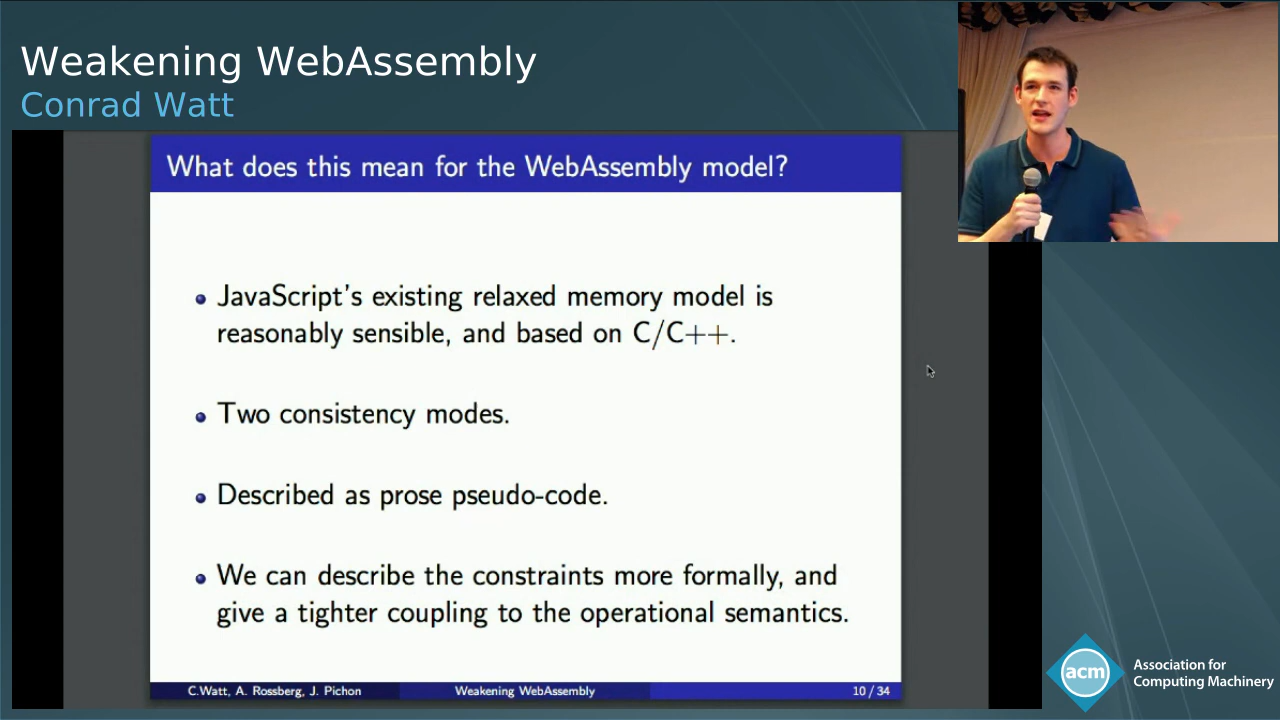 Weakening WebAssembly
Conrad Watt
What does this mean for the WebAssembly model?
JavaScript's existing relaxed memory model is
reasonably sensible, and based on C/C++.
Two consistency modes.
Described as prose pseudo-code.
We can describe the constraints more formally, and
give a tighter coupling to the operational semantics.
C.Watt, A. Rossberg, J. Pichon
Weakening WebAssembly
10 / 34
acm
Association for
Computing Machinery